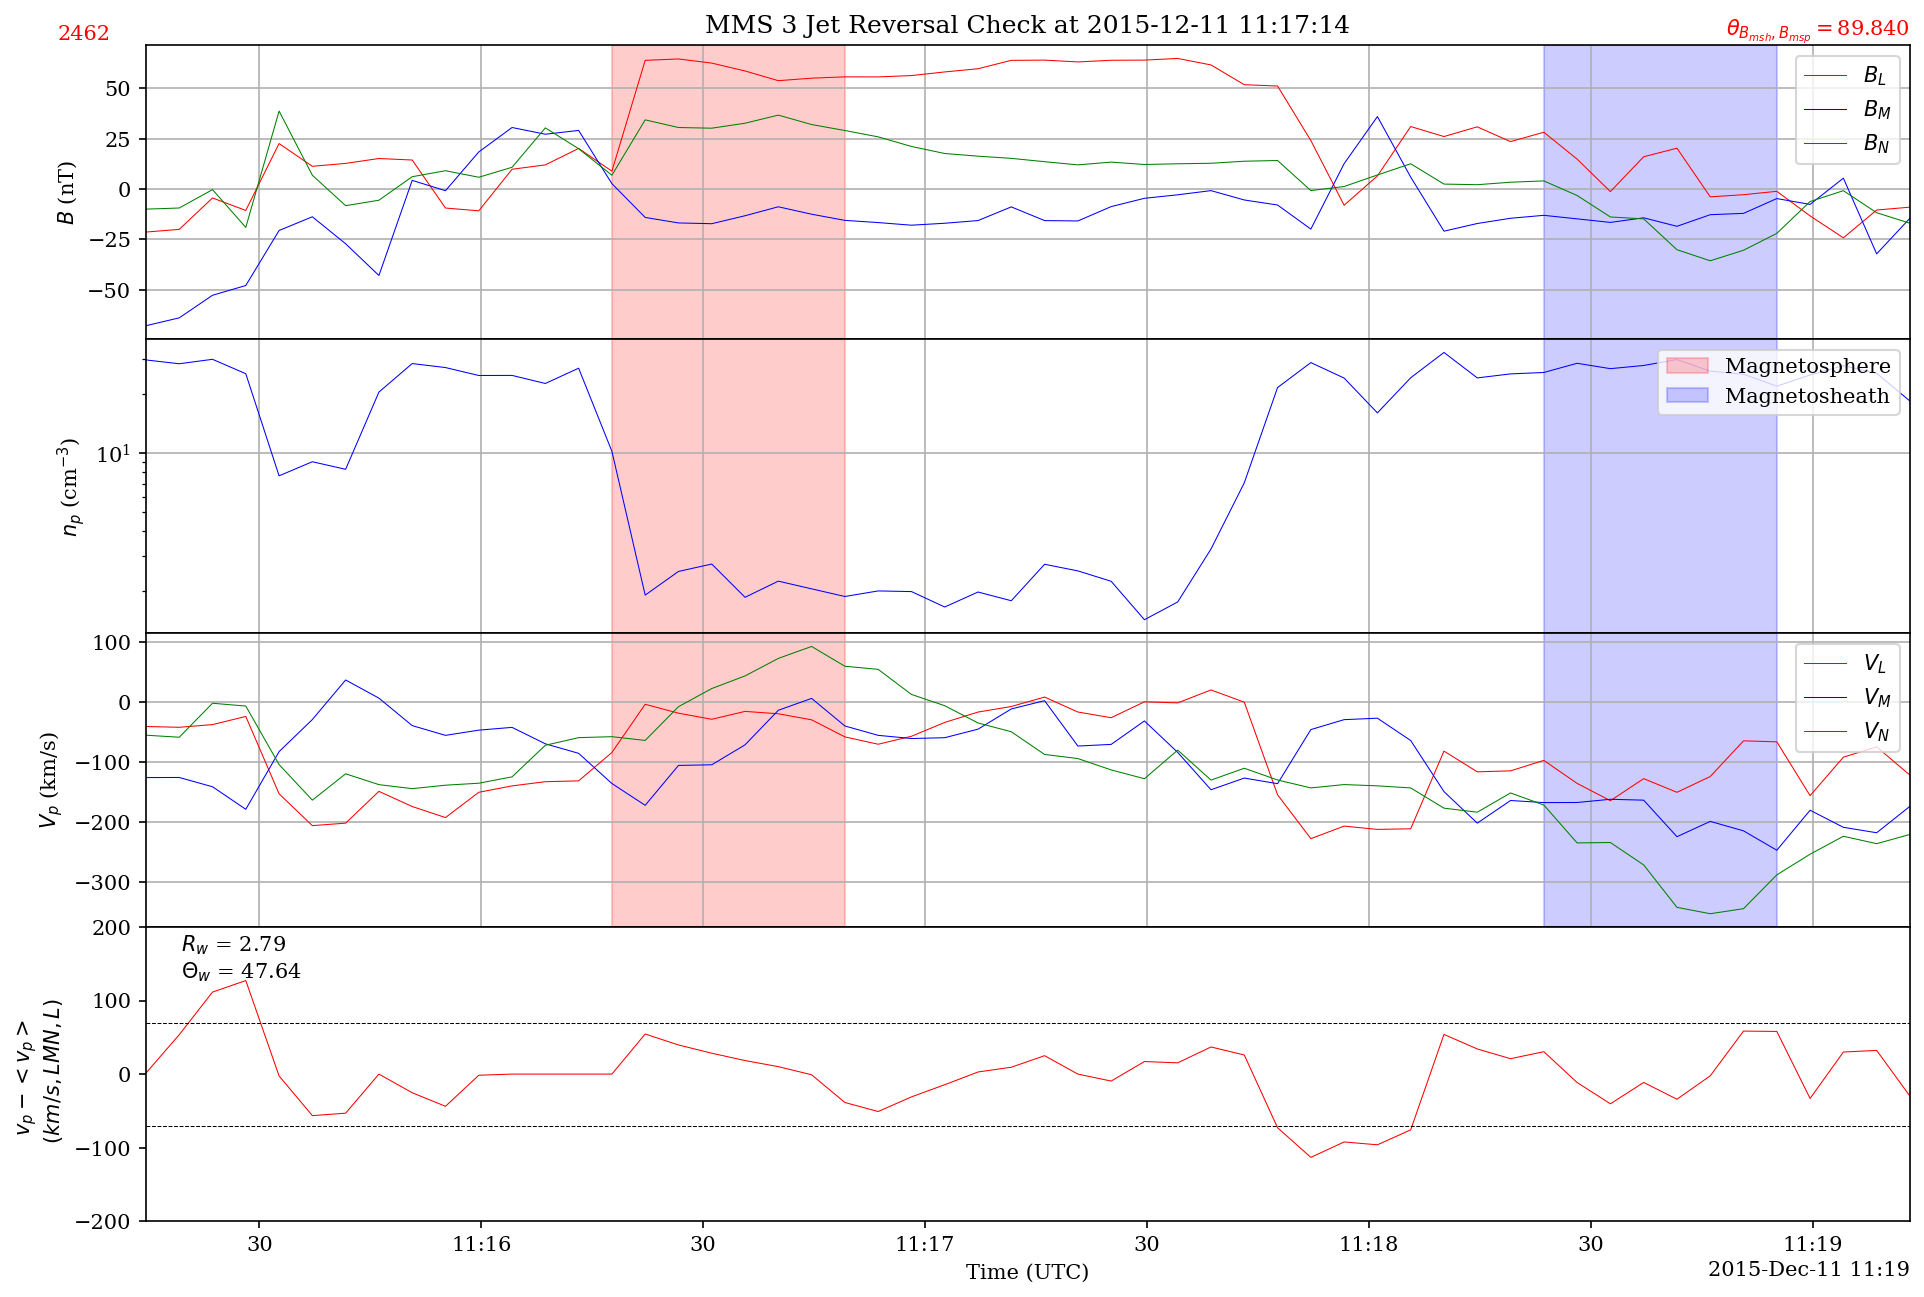 MMS 3 Jet Reversal Check at 2015-12-11 11:17:14
2462
θ_{B_{msh}, B_{msp}} = 89.840
50
25
0
−25
−50
B (nT)
B_L
B_M
B_N
10^1
n_p (cm^{−3})
Magnetosphere
Magnetosheath
100
0
−100
−200
−300
V_p (km/s)
V_L
V_M
V_N
200
100
0
−100
−200
v_p − < v_p >
(km/s, LMN, L)
R_w = 2.79
Θ_w = 47.64
30 11:16 30 11:17 30 11:18 30 11:19
Time (UTC)
2015-Dec-11 11:19